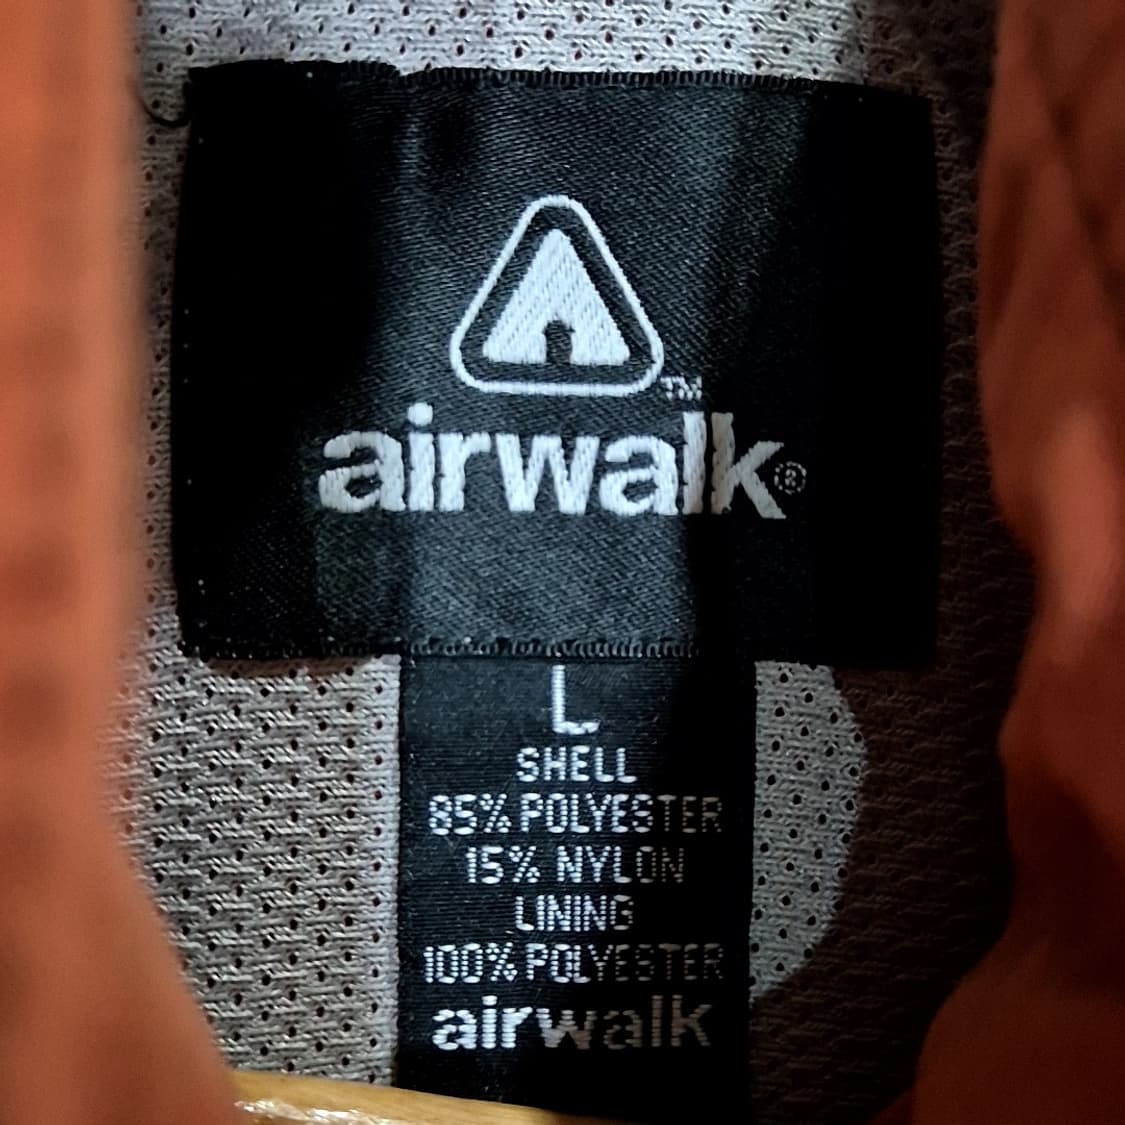 TM
airwalk®
L
SHELL
85% POLYESTER
15% NYLON
LINING
100% POLYESTER
airwalk